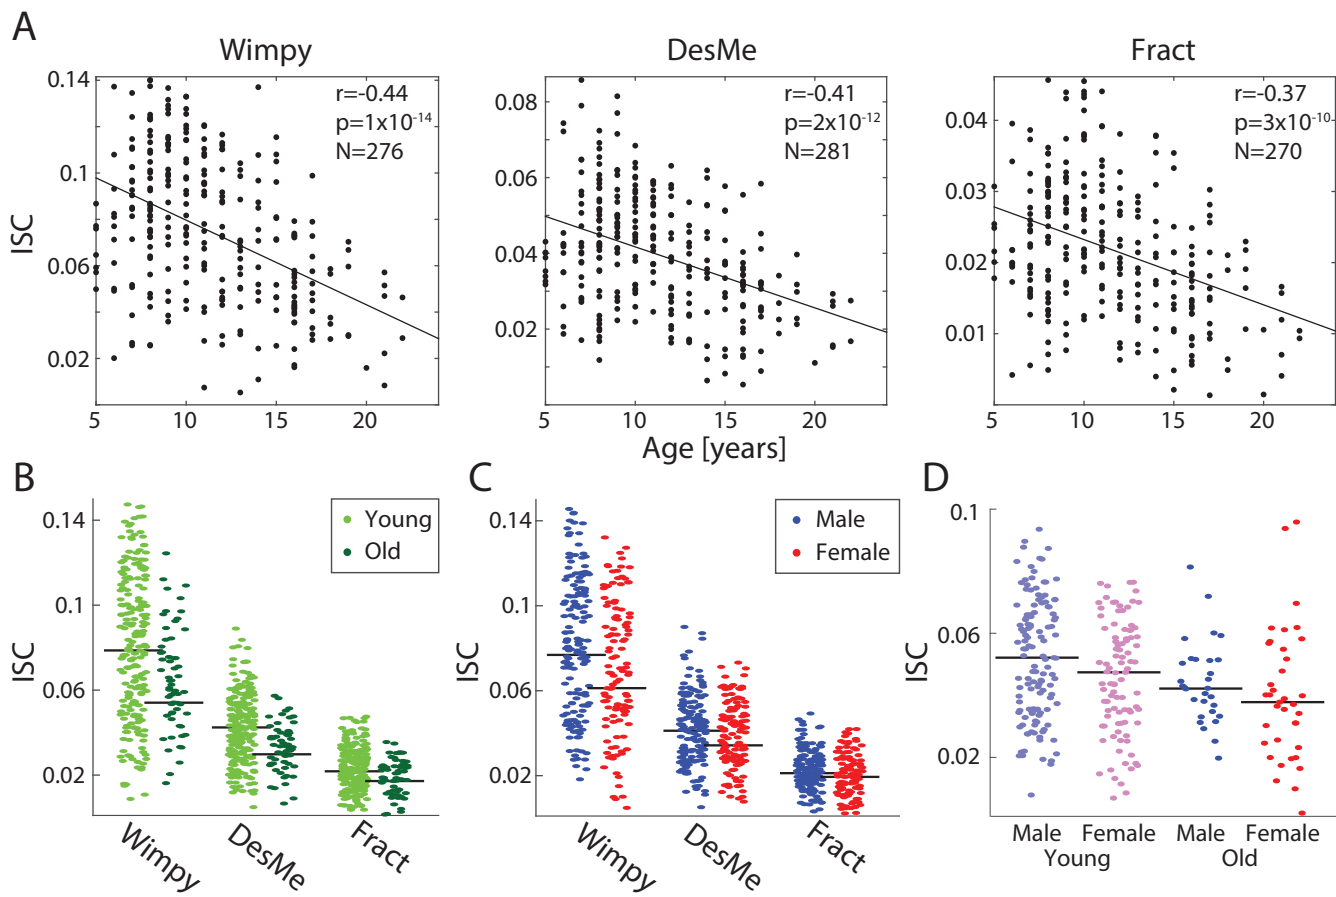 A
Wimpy
DesMe
Fract
r=-0.44
p=1x10⁻¹⁴
N=276
r=-0.41
p=2x10⁻¹²
N=281
r=-0.37
p=3x10⁻¹⁰
N=270
ISC
0.14
0.1
0.06
0.02
0.08
0.06
0.04
0.02
0.04
0.03
0.02
0.01
5 10 15 20
5 10 15 20
5 10 15 20
Age [years]
B
ISC
0.14
0.1
0.06
0.02
Young
Old
Wimpy
DesMe
Fract
C
ISC
0.14
0.1
0.06
0.02
Male
Female
Wimpy
DesMe
Fract
D
ISC
0.1
0.06
0.02
Male Female Male Female
Young Old